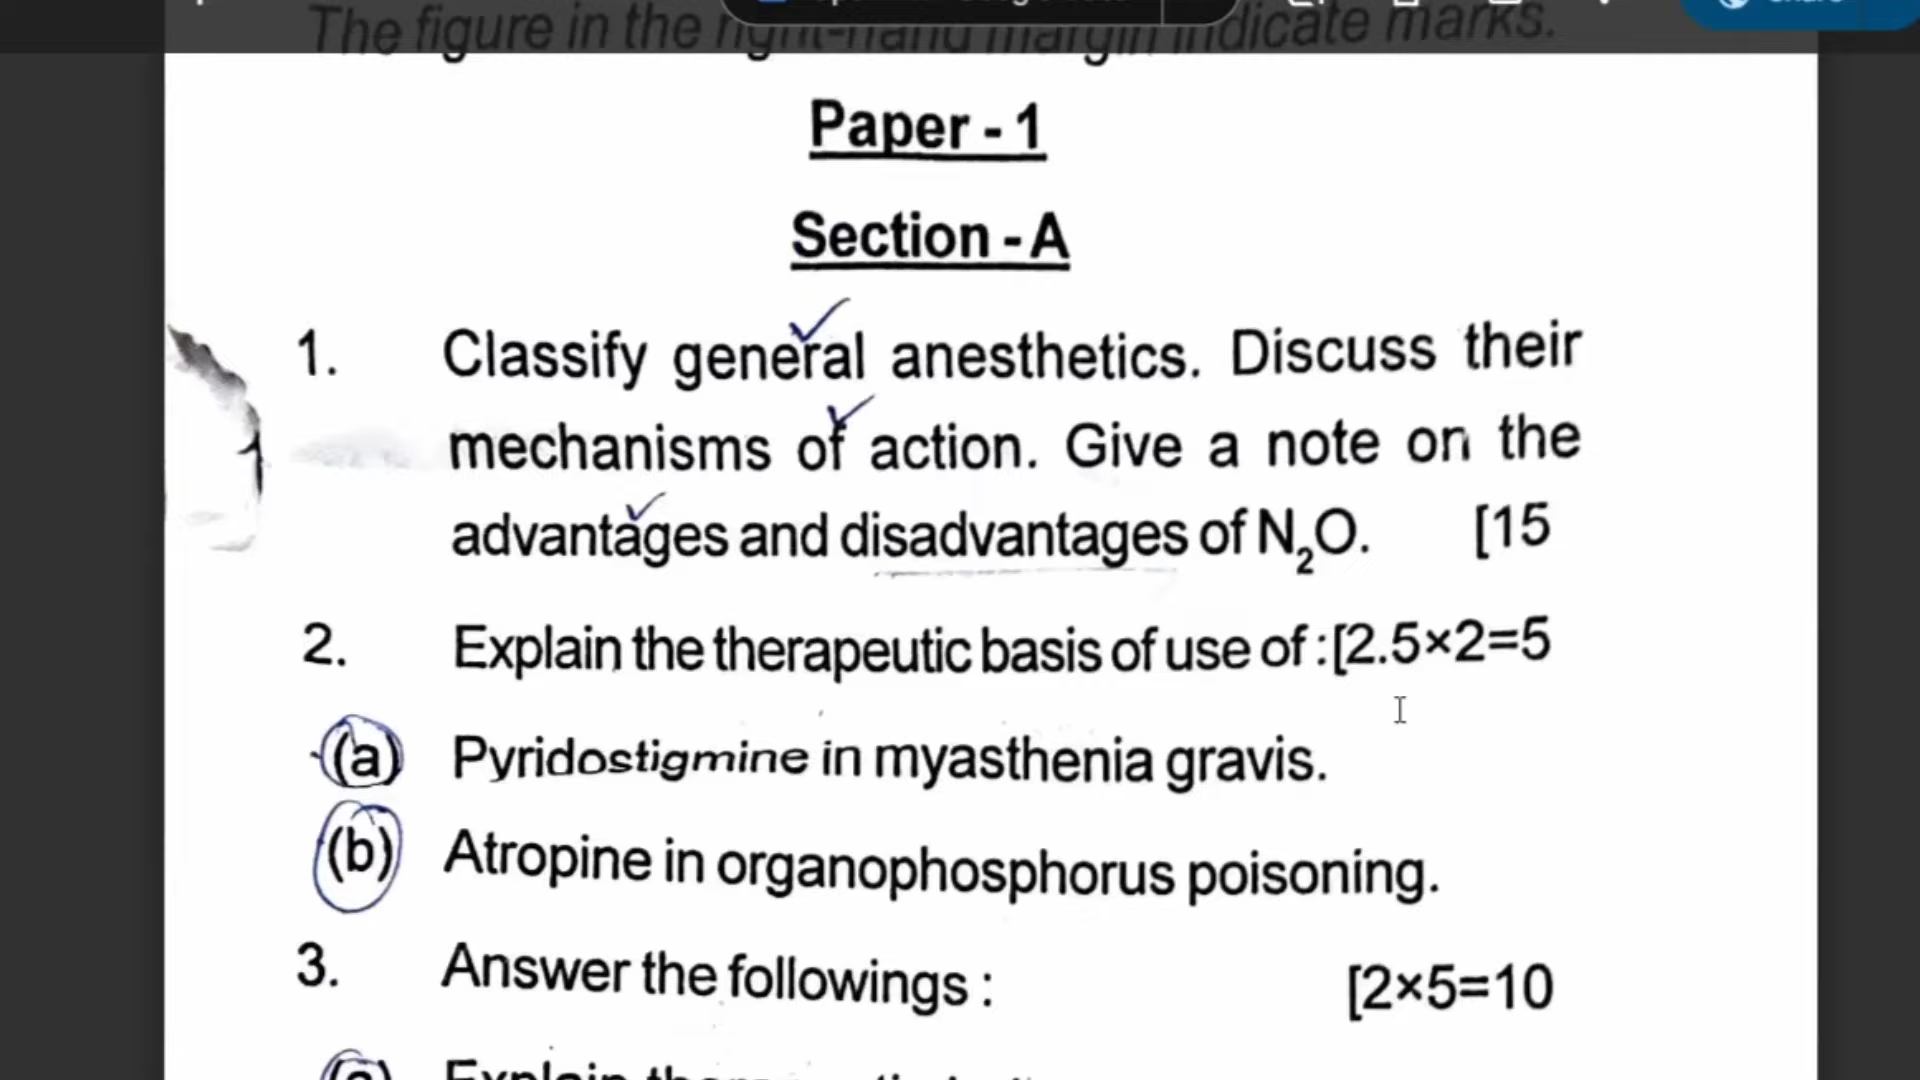 The figure in the right-hand margin indicate marks.
Paper - 1
Section - A
1. Classify general anesthetics. Discuss their
mechanisms of action. Give a note on the
advantages and disadvantages of N₂O. [15
2. Explain the therapeutic basis of use of :[2.5×2=5
(a) Pyridostigmine in myasthenia gravis.
(b) Atropine in organophosphorus poisoning.
3. Answer the followings : [2×5=10